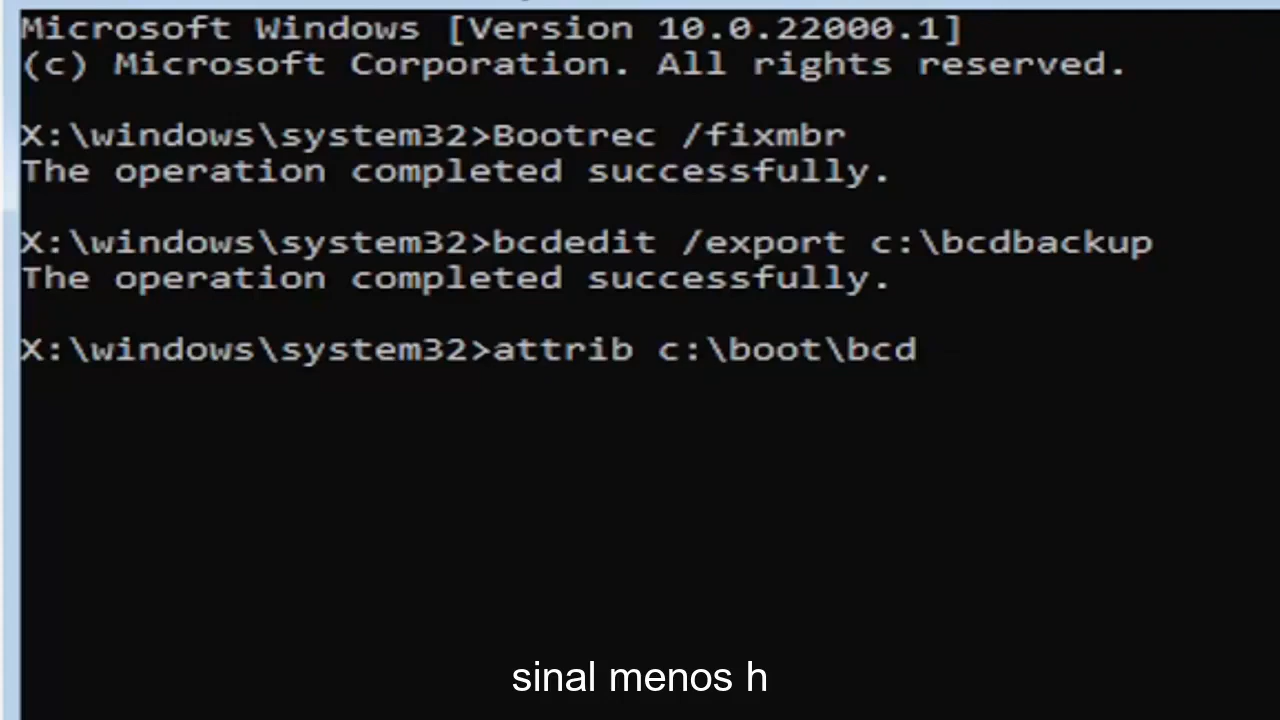 Microsoft Windows [Version 10.0.22000.1]
(c) Microsoft Corporation. All rights reserved.
X:\windows\system32>Bootrec /fixmbr
The operation completed successfully.
X:\windows\system32>bcdedit /export c:\bcdbackup
The operation completed successfully.
X:\windows\system32>attrib c:\boot\bcd
sinal menos h